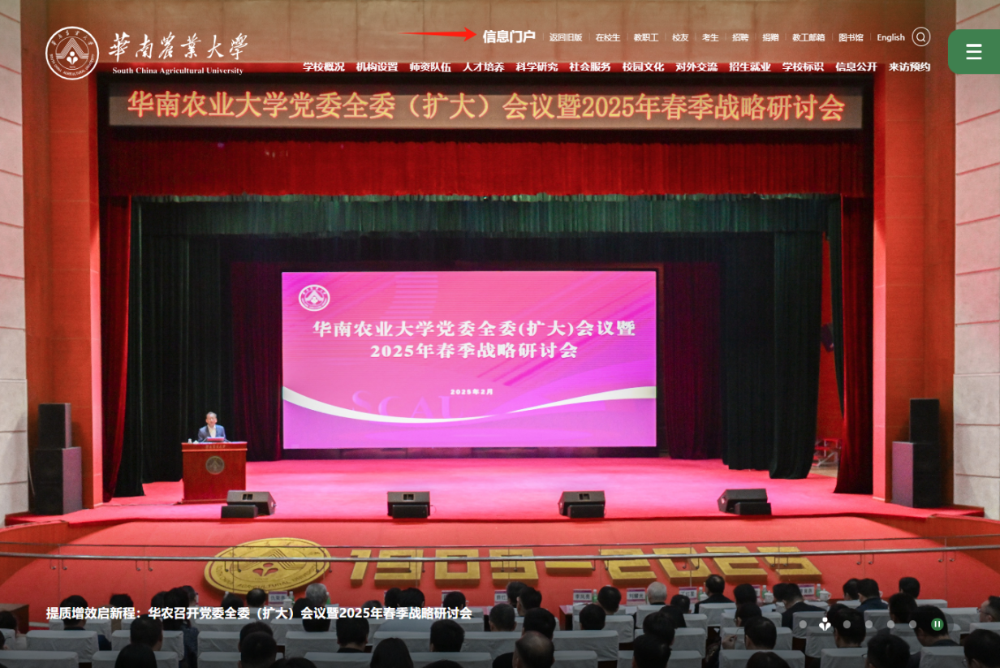 華南農業大學
South China Agricultural University
信息门户 返回旧版 在校生 教职工 校友 考生 招聘 捐赠 教工邮箱 图书馆 English
学校概况 机构设置 师资队伍 人才培养 科学研究 社会服务 校园文化 对外交流 招生就业 学校标识 信息公开 来访预约
华南农业大学党委全委（扩大）会议暨2025年春季战略研讨会
华南农业大学党委全委(扩大)会议暨
2025年春季战略研讨会
2025年2月
SCAU
1909—2025
提质增效启新程：华农召开党委全委（扩大）会议暨2025年春季战略研讨会